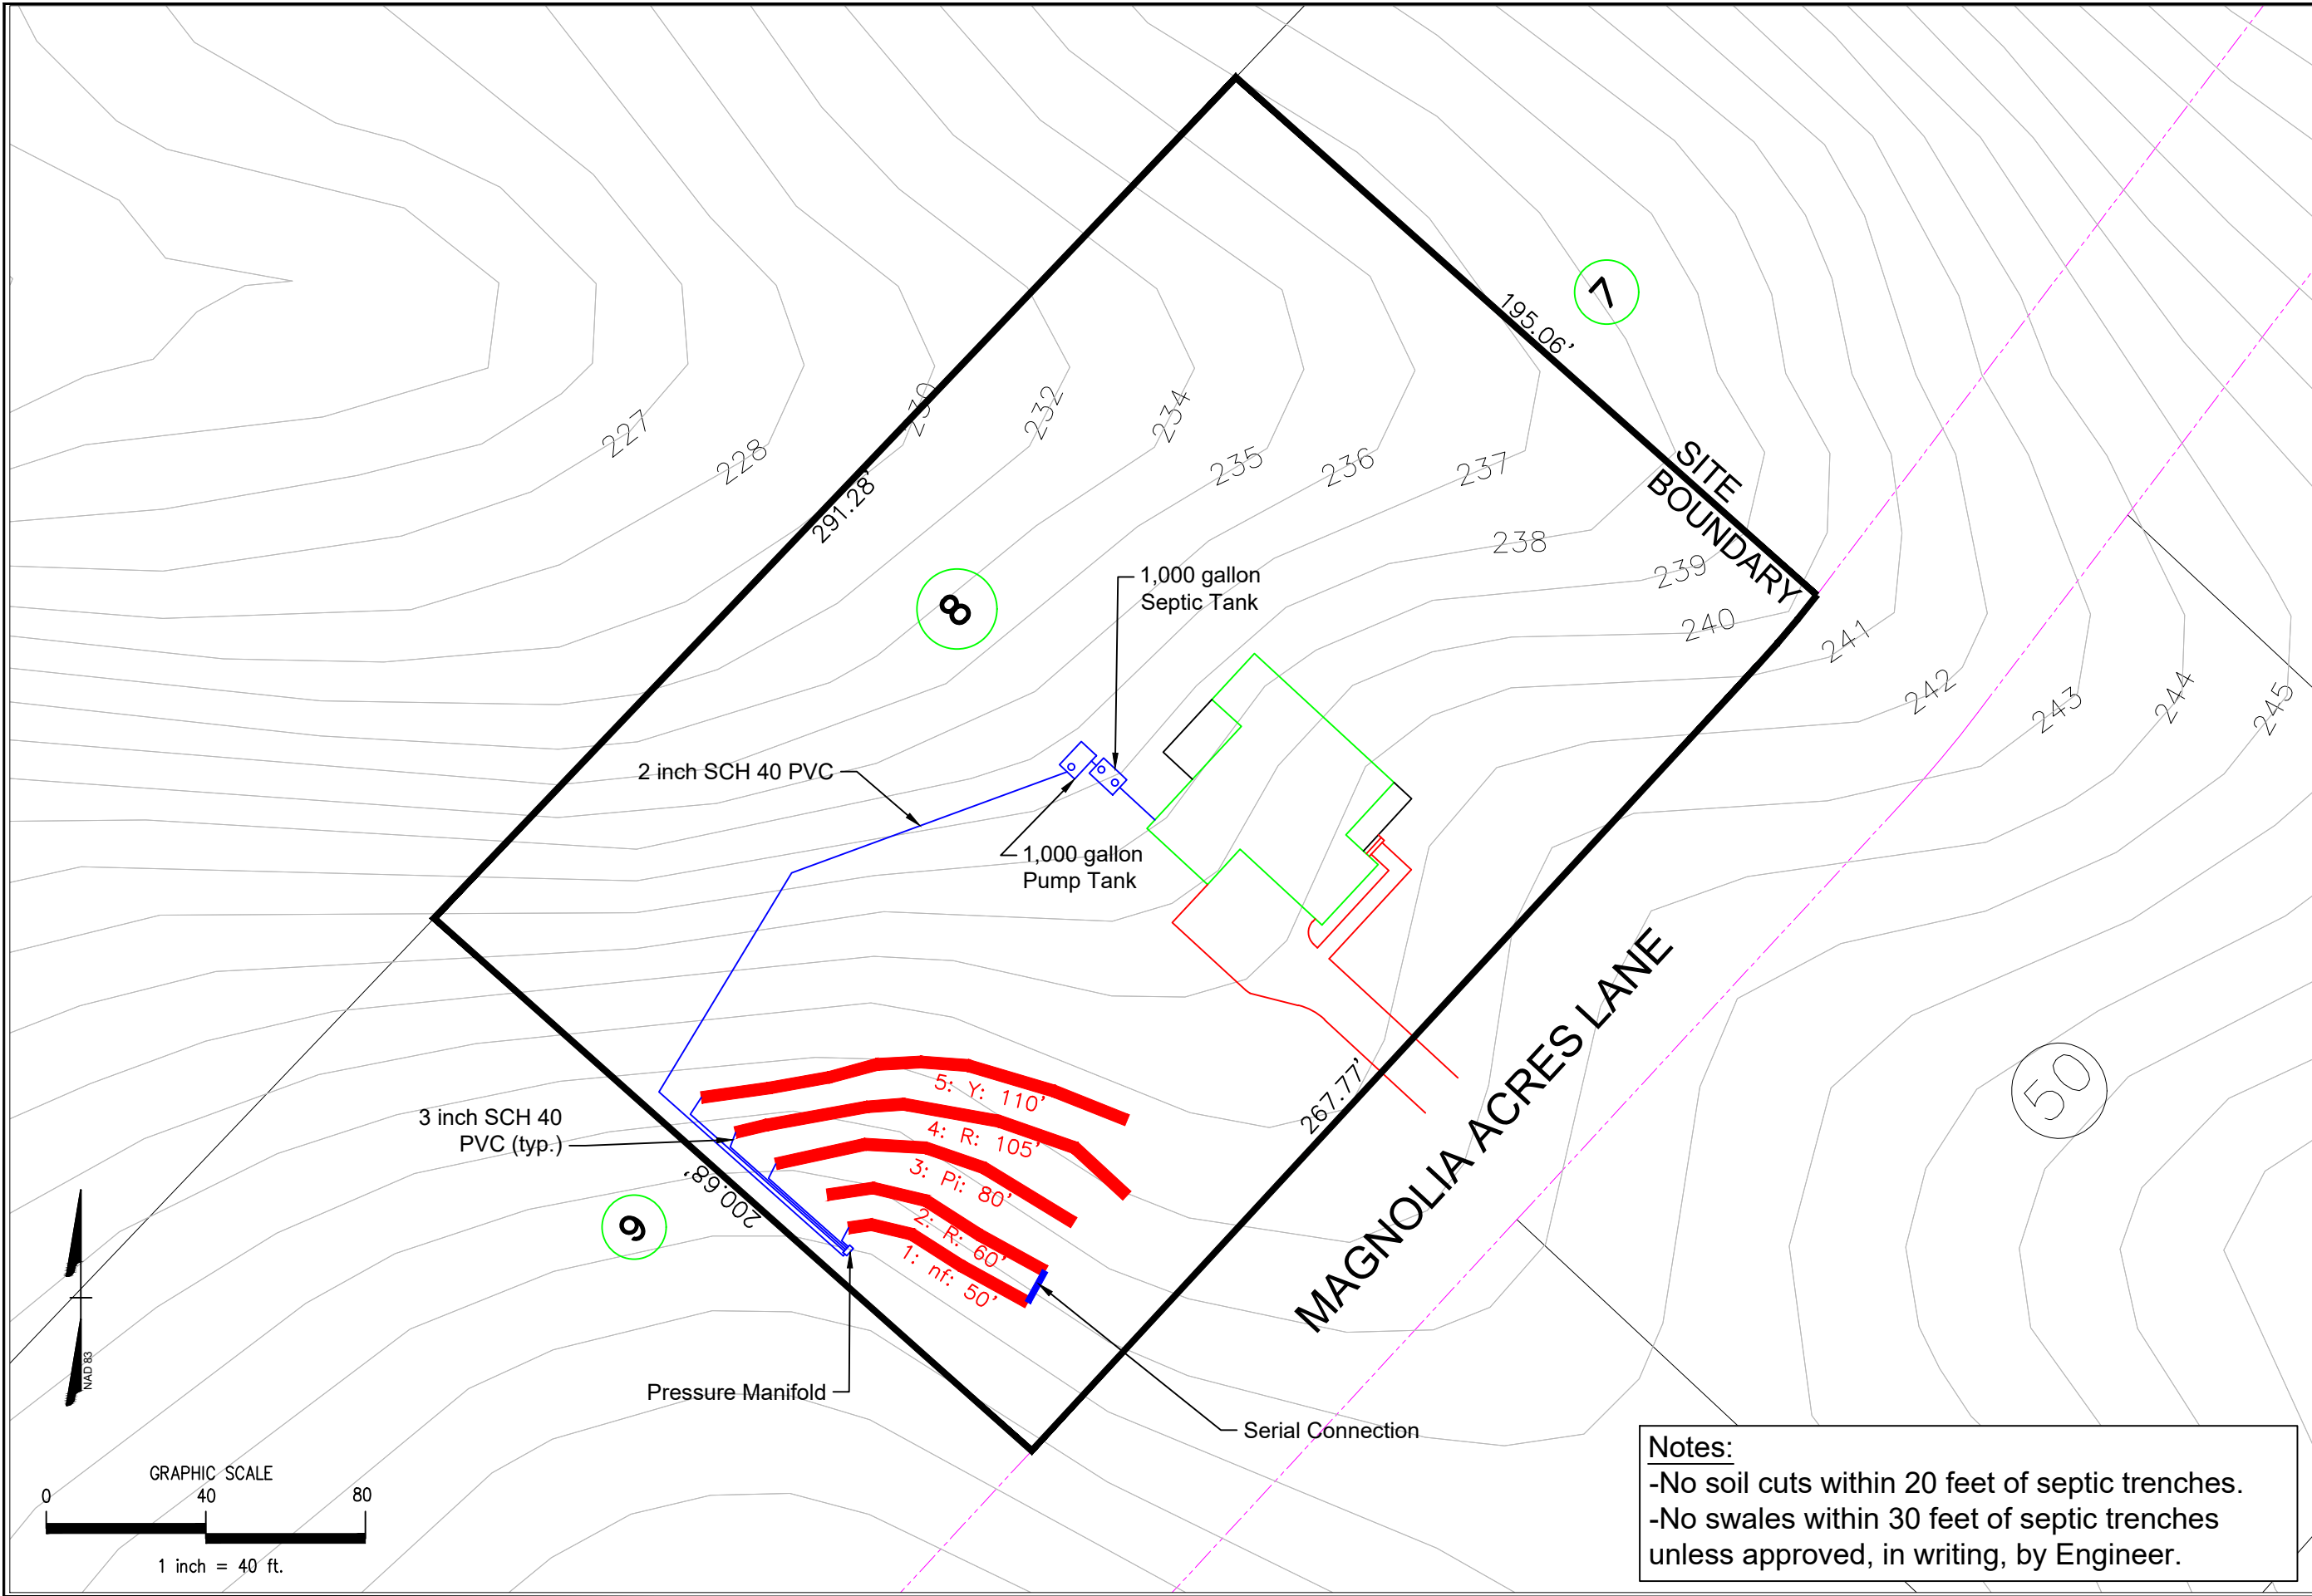 7
195.06’
SITE
BOUNDARY
230
232
234
227
228
235
236
237
238
239
240
241
242
243
244
245
291.28’
8
1,000 gallon
Septic Tank
2 inch SCH 40 PVC
1,000 gallon
Pump Tank
MAGNOLIA ACRES LANE
267.77’
50
5: Y: 110’
4: R: 105’
3: Pi: 80’
2: R: 60’
1: nf: 50’
3 inch SCH 40
PVC (typ.)
200.68’
9
NAD 83
Pressure Manifold
Serial Connection
GRAPHIC SCALE
0 40 80
1 inch = 40 ft.
Notes:
-No soil cuts within 20 feet of septic trenches.
-No swales within 30 feet of septic trenches
unless approved, in writing, by Engineer.